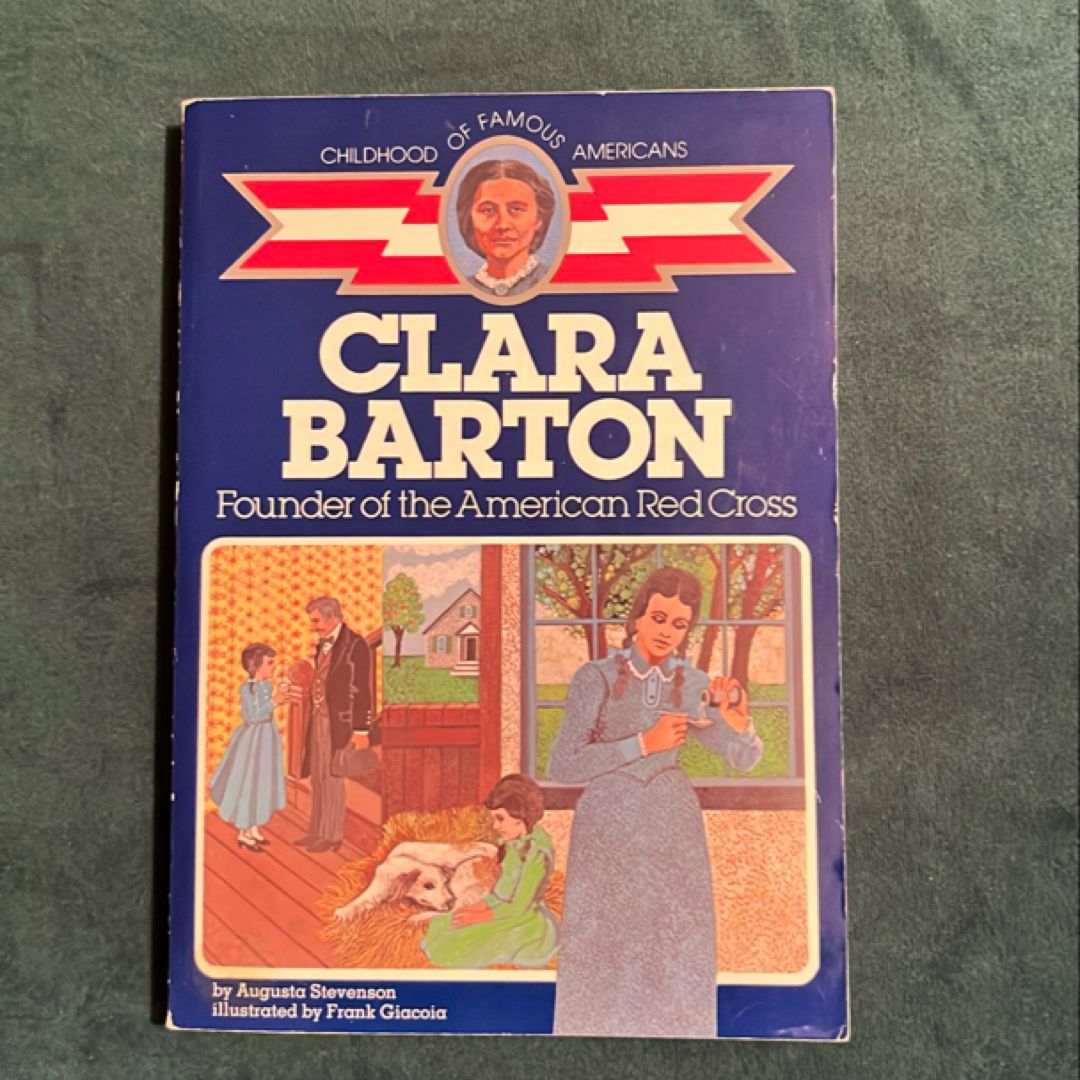 CHILDHOOD OF FAMOUS AMERICANS
CLARA
BARTON
Founder of the American Red Cross
by Augusta Stevenson
illustrated by Frank Giacoia